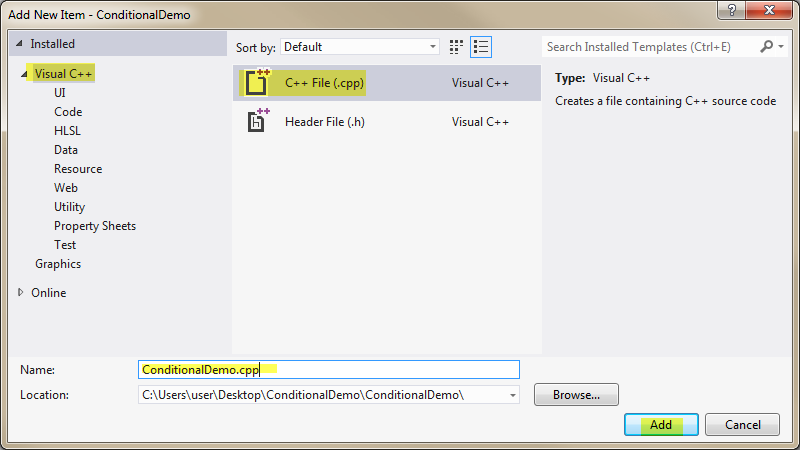 Add New Item - ConditionalDemo
Installed
Sort by: Default
Search Installed Templates (Ctrl+E)
Visual C++
UI
Code
HLSL
Data
Resource
Web
Utility
Property Sheets
Test
Graphics
Online
C++ File (.cpp) Visual C++
Header File (.h) Visual C++
Type: Visual C++
Creates a file containing C++ source code
Name: ConditionalDemo.cpp
Location: C:\Users\user\Desktop\ConditionalDemo\ConditionalDemo\
Browse...
Add Cancel